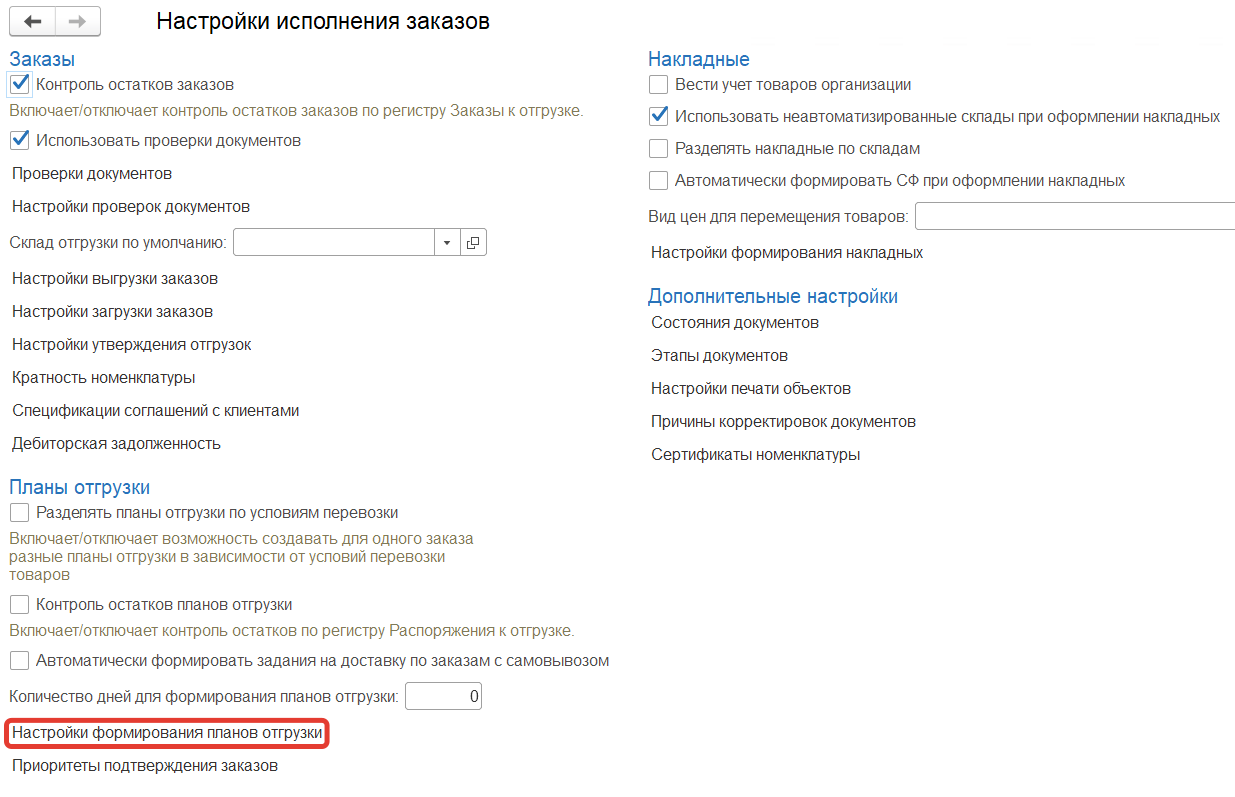 Настройки исполнения заказов
Заказы
Контроль остатков заказов
Включает/отключает контроль остатков заказов по регистру Заказы к отгрузке.
Использовать проверки документов
Проверки документов
Настройки проверок документов
Склад отгрузки по умолчанию:
Настройки выгрузки заказов
Настройки загрузки заказов
Настройки утверждения отгрузок
Кратность номенклатуры
Спецификации соглашений с клиентами
Дебиторская задолженность
Планы отгрузки
Разделять планы отгрузки по условиям перевозки
Включает/отключает возможность создавать для одного заказа
разные планы отгрузки в зависимости от условий перевозки
товаров
Контроль остатков планов отгрузки
Включает/отключает контроль остатков по регистру Распоряжения к отгрузке.
Автоматически формировать задания на доставку по заказам с самовывозом
Количество дней для формирования планов отгрузки: 0
Настройки формирования планов отгрузки
Приоритеты подтверждения заказов
Накладные
Вести учет товаров организации
Использовать неавтоматизированные склады при оформлении накладных
Разделять накладные по складам
Автоматически формировать СФ при оформлении накладных
Вид цен для перемещения товаров:
Настройки формирования накладных
Дополнительные настройки
Состояния документов
Этапы документов
Настройки печати объектов
Причины корректировок документов
Сертификаты номенклатуры